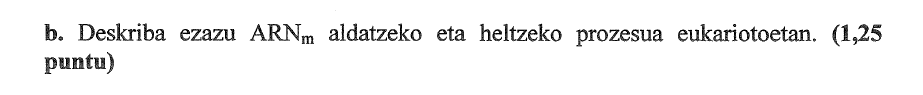 b. Deskriba ezazu ARNm aldatzeko eta heltzeko prozesua eukariotoetan. (1,25
puntu)